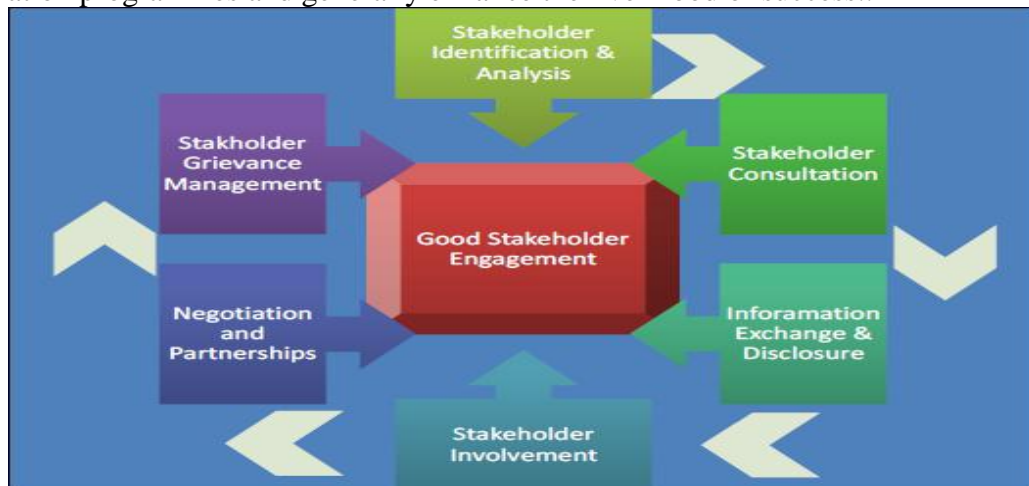 Stakeholder
Identification &
Analysis
Stakholder
Grievance
Management
Stakeholder
Consultation
Good Stakeholder
Engagement
Negotiation
and
Partnerships
Inforamation
Exchange &
Disclosure
Stakeholder
Involvement